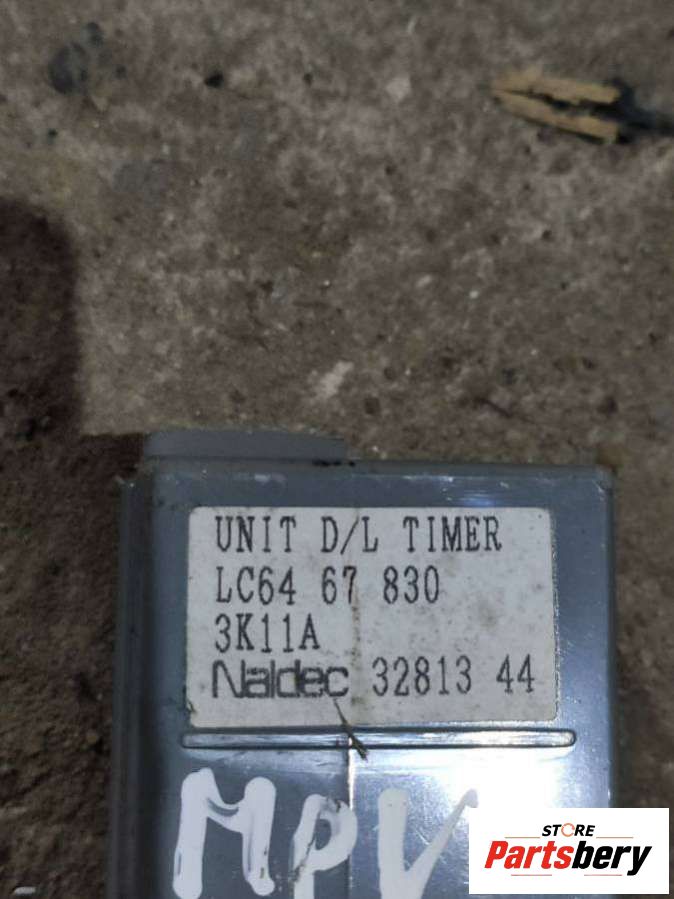 UNIT D/L TIMER
LC64 67 830
3K11A
Naldec 32813 44
MPV
STORE
Partsbery